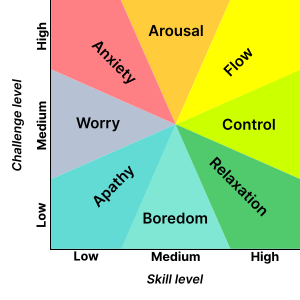 Challenge level
High
Medium
Low
Anxiety
Arousal
Flow
Worry
Control
Apathy
Boredom
Relaxation
Low
Medium
High
Skill level